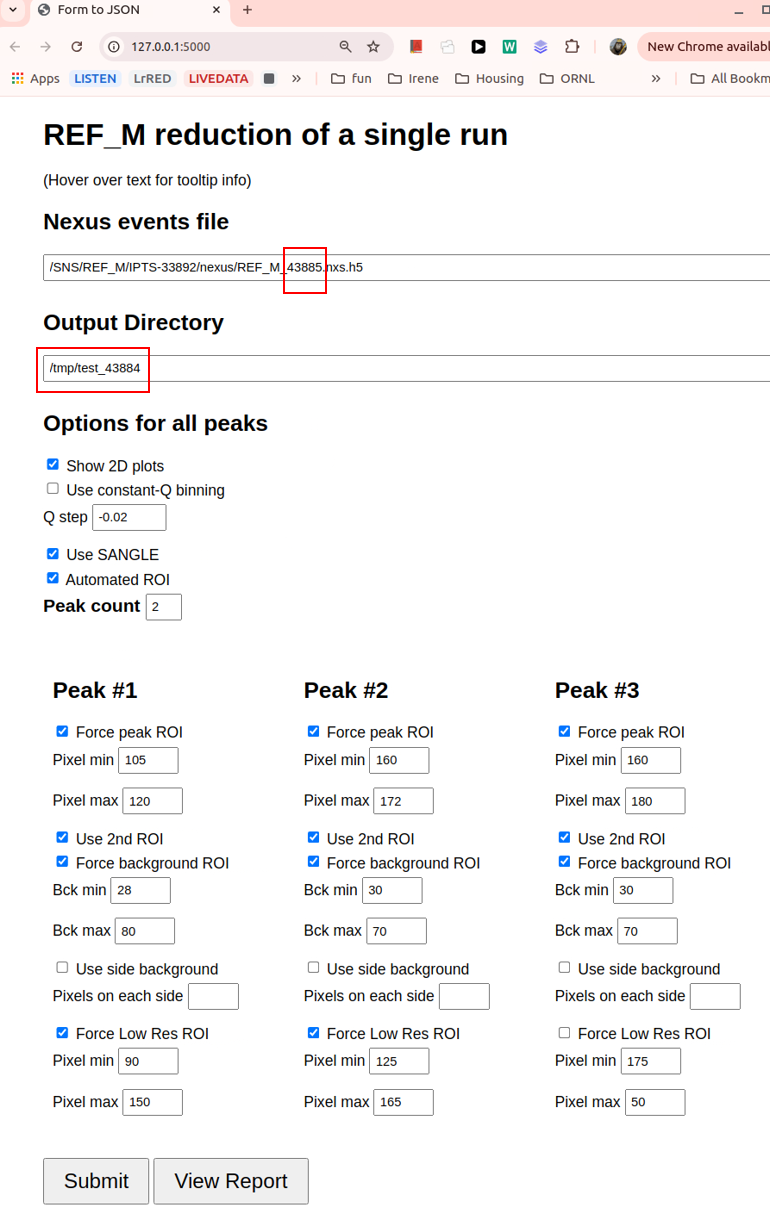 Form to JSON
127.0.0.1:5000
W
New Chrome availabl
Apps LISTEN LrRED LIVEDATA » fun Irene Housing ORNL » All Bookm
REF_M reduction of a single run
(Hover over text for tooltip info)
Nexus events file
/SNS/REF_M/IPTS-33892/nexus/REF_M_43885.nxs.h5
Output Directory
/tmp/test_43884
Options for all peaks
Show 2D plots
Use constant-Q binning
Q step -0.02
Use SANGLE
Automated ROI
Peak count 2
Peak #1 Peak #2 Peak #3
Force peak ROI Force peak ROI Force peak ROI
Pixel min 105 Pixel min 160 Pixel min 160
Pixel max 120 Pixel max 172 Pixel max 180
Use 2nd ROI Use 2nd ROI Use 2nd ROI
Force background ROI Force background ROI Force background ROI
Bck min 28 Bck min 30 Bck min 30
Bck max 80 Bck max 70 Bck max 70
Use side background Use side background Use side background
Pixels on each side Pixels on each side Pixels on each side
Force Low Res ROI Force Low Res ROI Force Low Res ROI
Pixel min 90 Pixel min 125 Pixel min 175
Pixel max 150 Pixel max 165 Pixel max 50
Submit View Report